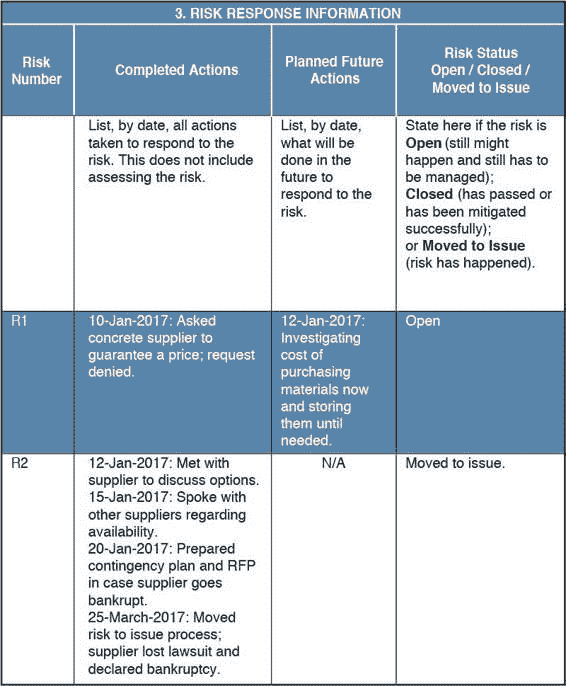 3. RISK RESPONSE INFORMATION
Risk
Number
Completed Actions
Planned Future
Actions
Risk Status
Open / Closed /
Moved to Issue
List, by date, all actions
taken to respond to the
risk. This does not include
assessing the risk.
List, by date,
what will be
done in the
future to
respond to the
risk.
State here if the risk is
Open (still might
happen and still has to
be managed);
Closed (has passed or
has been mitigated
successfully);
or Moved to Issue
(risk has happened).
R1
10-Jan-2017: Asked
concrete supplier to
guarantee a price; request
denied.
12-Jan-2017:
Investigating
cost of
purchasing
materials now
and storing
them until
needed.
Open
R2
12-Jan-2017: Met with
supplier to discuss options.
15-Jan-2017: Spoke with
other suppliers regarding
availability.
20-Jan-2017: Prepared
contingency plan and RFP
in case supplier goes
bankrupt.
25-March-2017: Moved
risk to issue process;
supplier lost lawsuit and
declared bankruptcy.
N/A
Moved to issue.